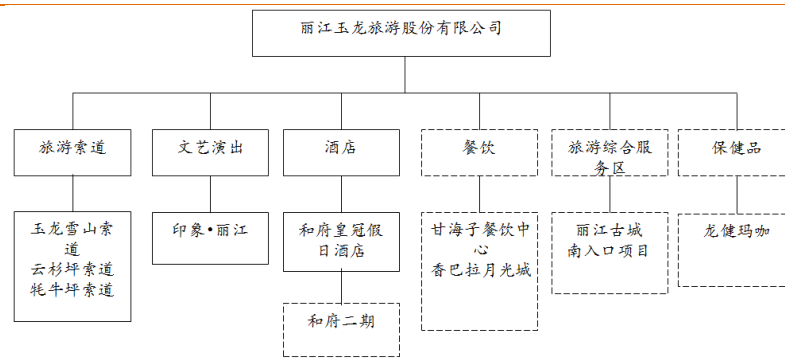 丽江玉龙旅游股份有限公司
旅游索道
文艺演出
酒店
餐饮
旅游综合服
务区
保健品
玉龙雪山索
道
云杉坪索道
牦牛坪索道
印象•丽江
和府皇冠假
日酒店
甘海子餐饮中
心
香巴拉月光城
丽江古城
南入口项目
龙健玛咖
和府二期